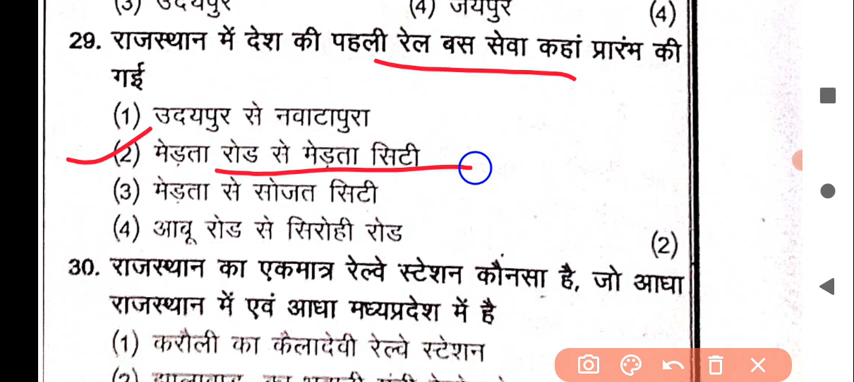 (3) उदयपुर (4) जयपुर (4)
29. राजस्थान में देश की पहली रेल बस सेवा कहां प्रारंम की
गई
(1) उदयपुर से नवाटापुरा
(2) मेड़ता रोड से मेड़ता सिटी
(3) मेड़ता से सोजत सिटी
(4) आबू रोड से सिरोही रोड
(2)
30. राजस्थान का एकमात्र रेल्वे स्टेशन कौनसा है, जो आधा
राजस्थान में एवं आधा मध्यप्रदेश में है
(1) करौली का कैलादेवी रेल्वे स्टेशन